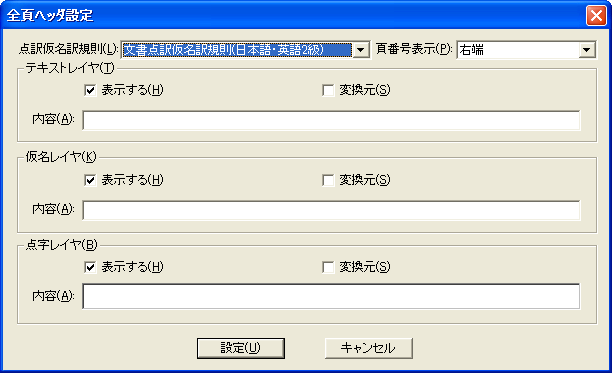 全頁ヘッダ設定
点訳仮名訳規則(L): 文書点訳仮名訳規則(日本語・英語2級) 頁番号表示(P): 右端
テキストレイヤ(T)
表示する(H) 変換元(S)
内容(A):
仮名レイヤ(K)
表示する(H) 変換元(S)
内容(A):
点字レイヤ(B)
表示する(H) 変換元(S)
内容(A):
設定(U) キャンセル